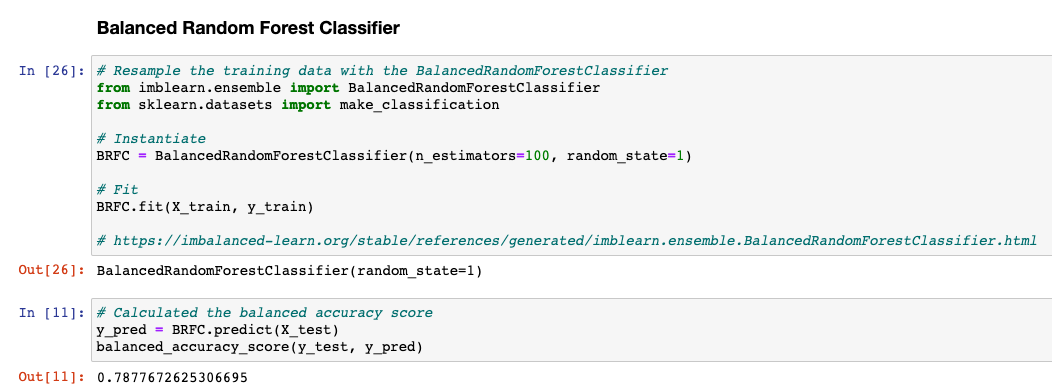 Balanced Random Forest Classifier
In [26]: # Resample the training data with the BalancedRandomForestClassifier
from imblearn.ensemble import BalancedRandomForestClassifier
from sklearn.datasets import make_classification
# Instantiate
BRFC = BalancedRandomForestClassifier(n_estimators=100, random_state=1)
# Fit
BRFC.fit(X_train, y_train)
# https://imbalanced-learn.org/stable/references/generated/imblearn.ensemble.BalancedRandomForestClassifier.html
Out[26]: BalancedRandomForestClassifier(random_state=1)
In [11]: # Calculated the balanced accuracy score
y_pred = BRFC.predict(X_test)
balanced_accuracy_score(y_test, y_pred)
Out[11]: 0.7877672625306695